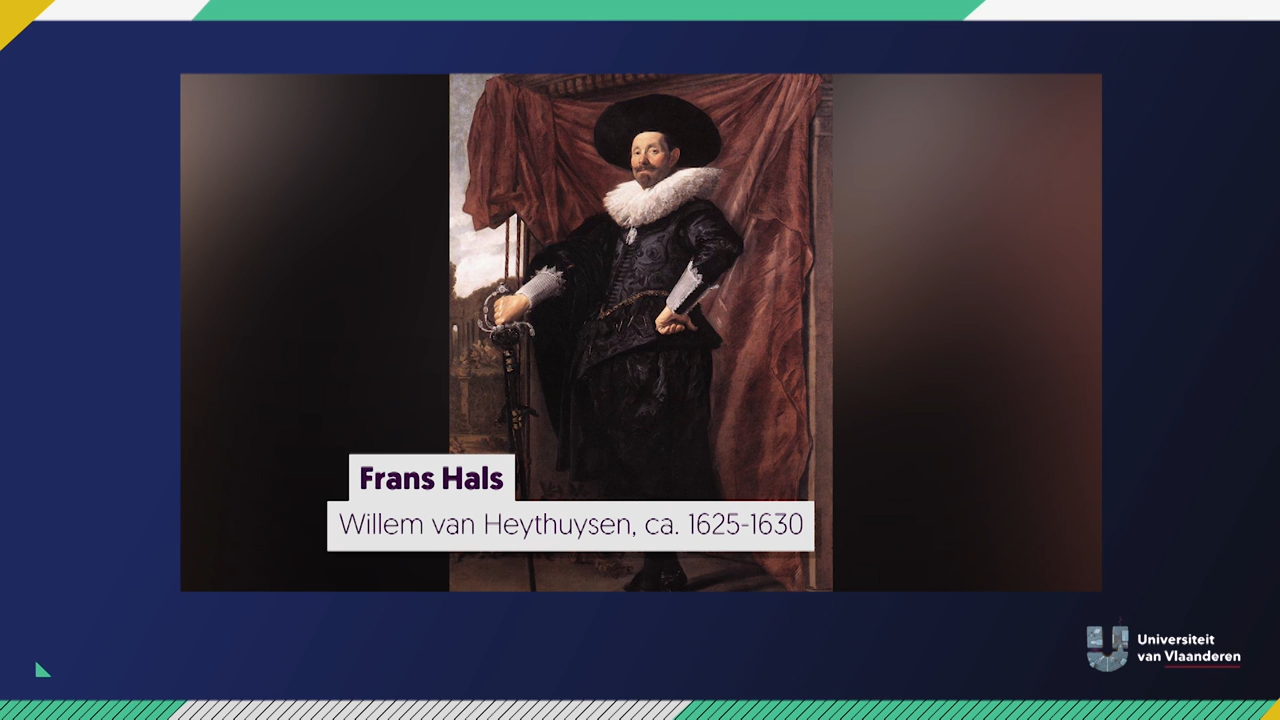 Frans Hals
Willem van Heythuysen, ca. 1625-1630
Universiteit
van Vlaanderen